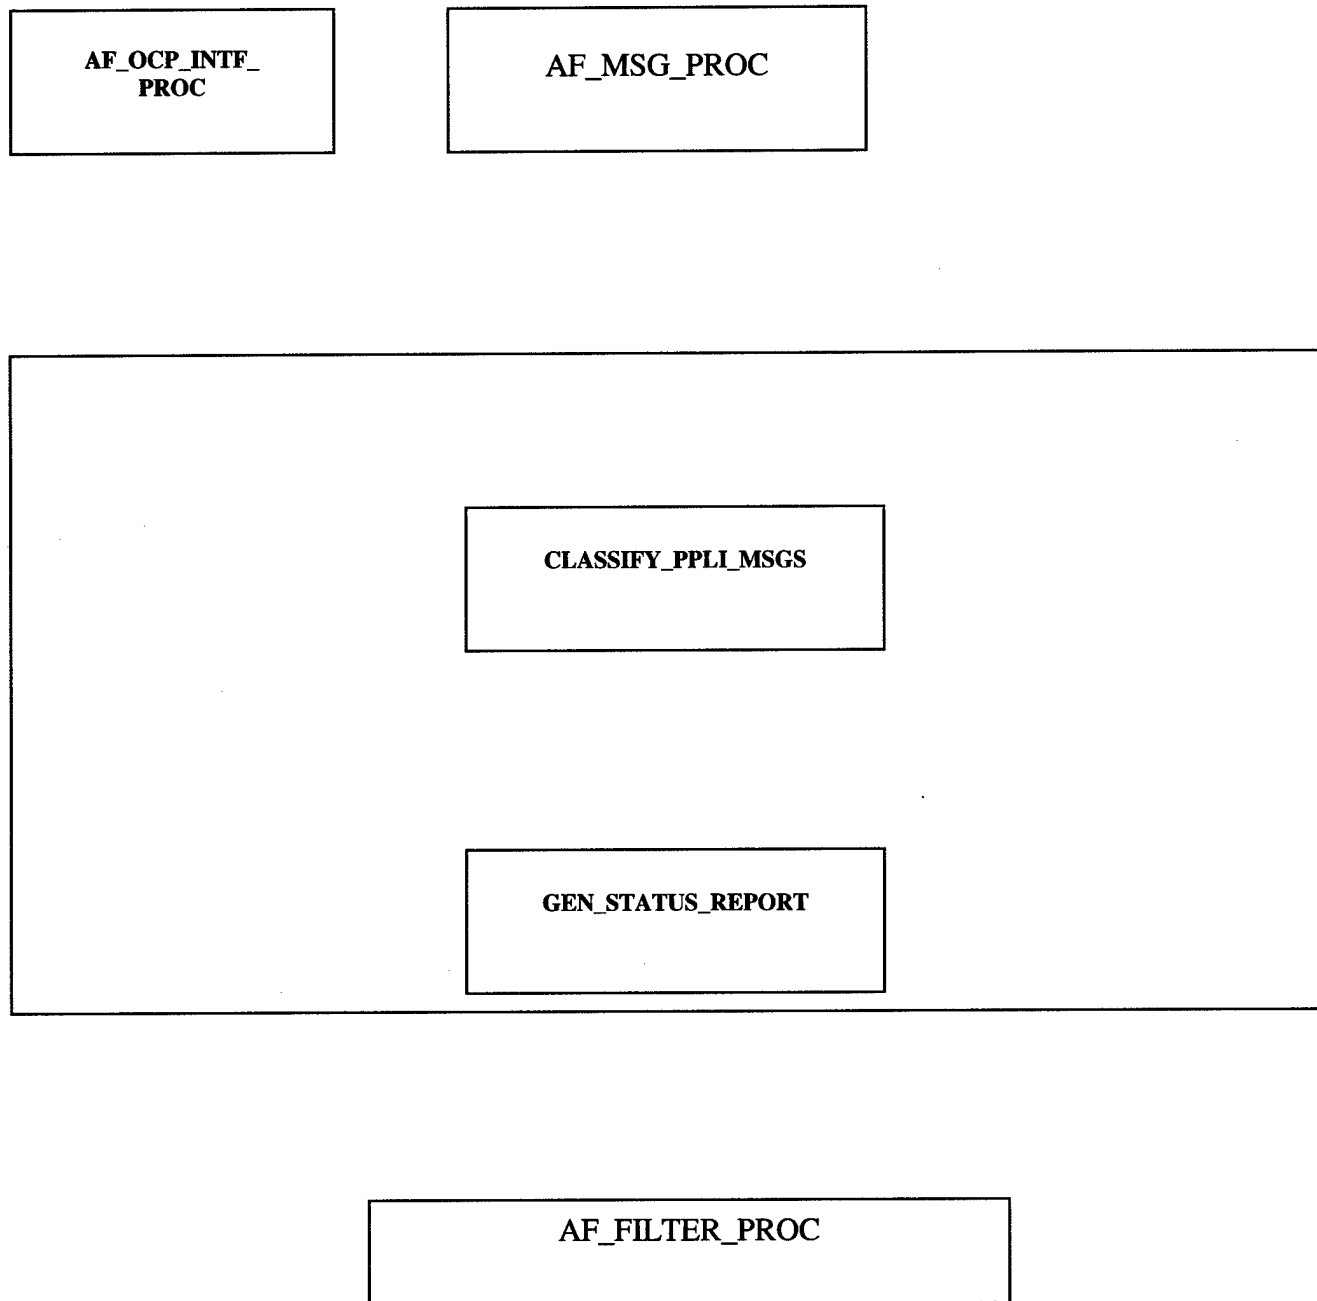 AF_OCP_INTF_
PROC
AF_MSG_PROC
CLASSIFY_PPLI_MSGS
GEN_STATUS_REPORT
AF_FILTER_PROC